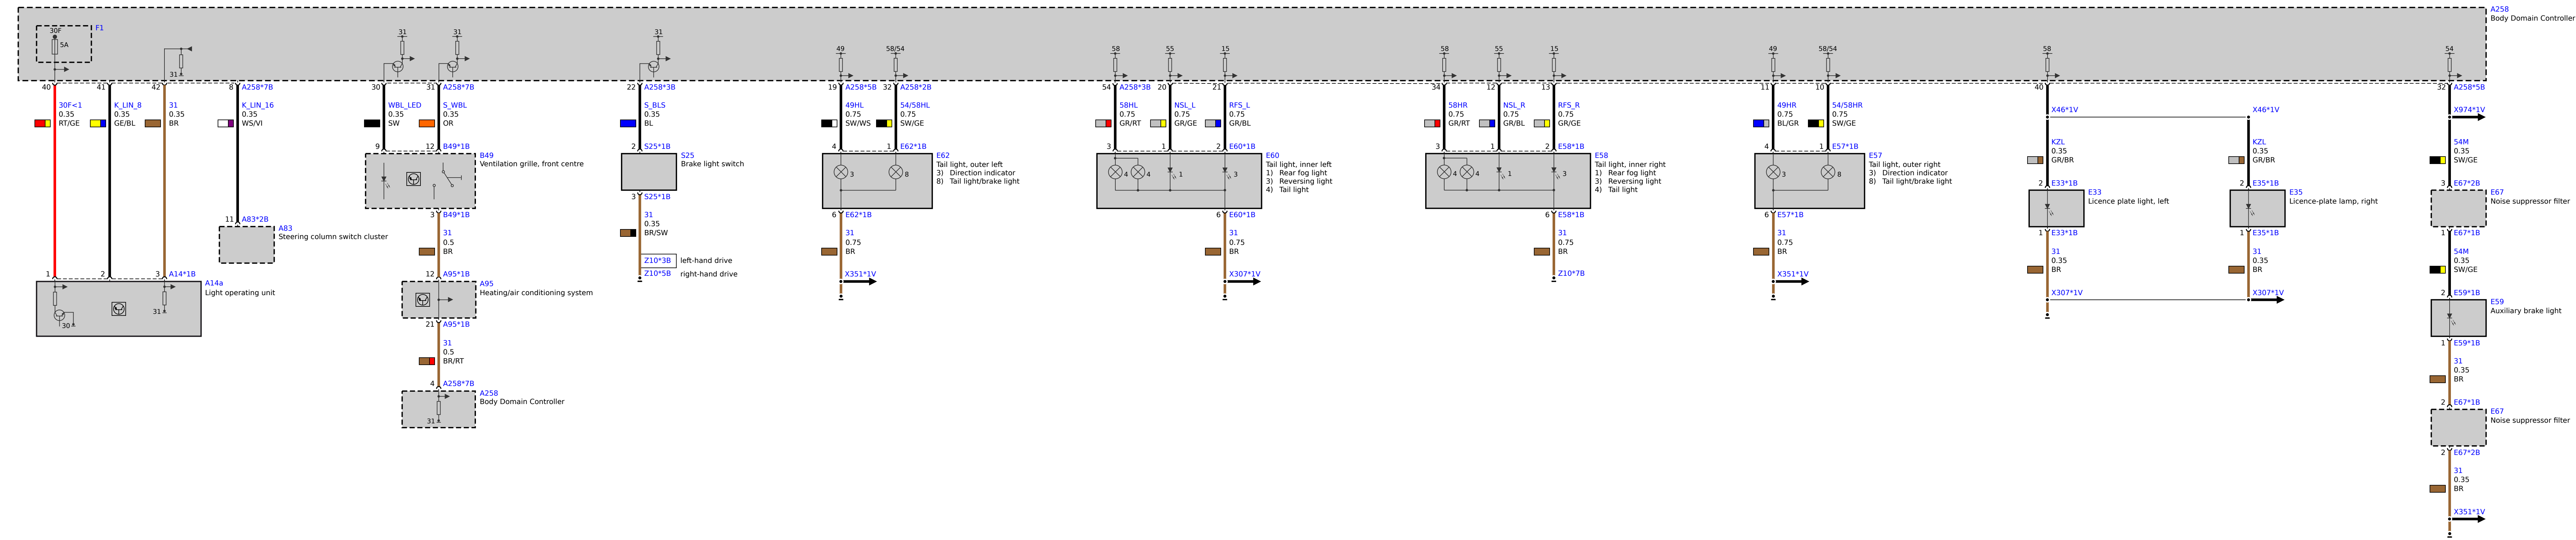 A258
Body Domain Controller
30F
F1
5A
31
31
31
31
49
58/54
58
55
15
58
55
15
49
58/54
58
54
40
41
42
8
A258*7B
30
31
A258*7B
22
A258*3B
19
A258*5B
32
A258*2B
54
A258*3B
20
21
34
12
13
11
10
40
32
A258*5B
30F<1
0.35
RT/GE
K_LIN_8
0.35
GE/BL
31
0.35
BR
K_LIN_16
0.35
WS/VI
WBL_LED
0.35
SW
S_WBL
0.35
OR
S_BLS
0.35
BL
49HL
0.75
SW/WS
54/58HL
0.75
SW/GE
58HL
0.75
GR/RT
NSL_L
0.75
GR/GE
RFS_L
0.75
GR/BL
58HR
0.75
GR/RT
NSL_R
0.75
GR/BL
RFS_R
0.75
GR/GE
49HR
0.75
BL/GR
54/58HR
0.75
SW/GE
X46*1V
X46*1V
X974*1V
KZL
0.35
GR/BR
KZL
0.35
GR/BR
54M
0.35
SW/GE
9
12
B49*1B
B49
Ventilation grille, front centre
2
S25*1B
S25
Brake light switch
4
1
E62*1B
3
8
E62
Tail light, outer left
3) Direction indicator
8) Tail light/brake light
3
1
2
E60*1B
4
4
1
3
E60
Tail light, inner left
1) Rear fog light
3) Reversing light
4) Tail light
3
1
2
E58*1B
4
4
1
3
E58
Tail light, inner right
1) Rear fog light
3) Reversing light
4) Tail light
4
1
E57*1B
3
8
E57
Tail light, outer right
3) Direction indicator
8) Tail light/brake light
2
E33*1B
E33
Licence plate light, left
2
E35*1B
E35
Licence-plate lamp, right
3
E67*2B
E67
Noise suppressor filter
3
S25*1B
3
B49*1B
11
A83*2B
A83
Steering column switch cluster
31
0.5
BR
31
0.35
BR/SW
6
E62*1B
31
0.75
BR
6
E60*1B
31
0.75
BR
6
E58*1B
31
0.75
BR
6
E57*1B
31
0.75
BR
1
E33*1B
31
0.35
BR
1
E35*1B
31
0.35
BR
1
E67*1B
54M
0.35
SW/GE
Z10*3B
left-hand drive
Z10*5B
right-hand drive
X351*1V
X307*1V
Z10*7B
X351*1V
X307*1V
X307*1V
1
2
3
A14*1B
A14a
Light operating unit
30
31
12
A95*1B
A95
Heating/air conditioning system
21
A95*1B
31
0.5
BR/RT
4
A258*7B
A258
Body Domain Controller
31
2
E59*1B
E59
Auxiliary brake light
1
E59*1B
31
0.35
BR
2
E67*1B
E67
Noise suppressor filter
2
E67*2B
31
0.35
BR
X351*1V